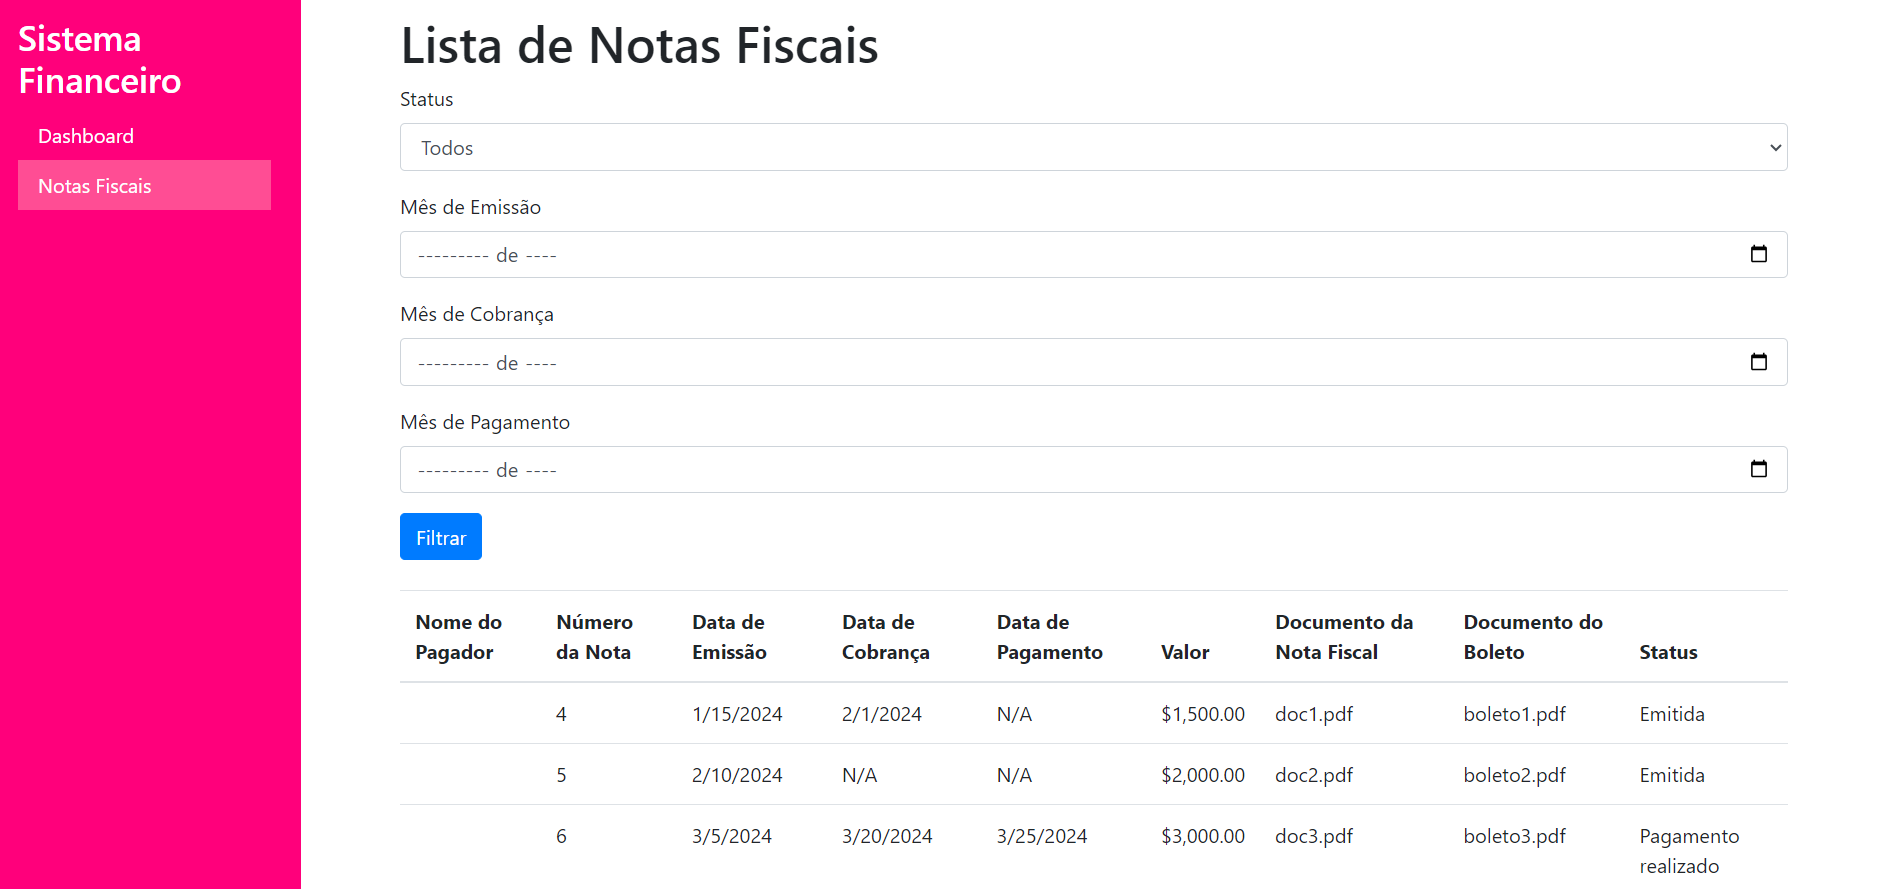 Sistema
Financeiro
Dashboard
Notas Fiscais
Lista de Notas Fiscais
Status
Todos
Mês de Emissão
--------- de ----
Mês de Cobrança
--------- de ----
Mês de Pagamento
--------- de ----
Filtrar
Nome do Pagador Número da Nota Data de Emissão Data de Cobrança Data de Pagamento Valor Documento da Nota Fiscal Documento do Boleto Status
4 1/15/2024 2/1/2024 N/A $1,500.00 doc1.pdf boleto1.pdf Emitida
5 2/10/2024 N/A N/A $2,000.00 doc2.pdf boleto2.pdf Emitida
6 3/5/2024 3/20/2024 3/25/2024 $3,000.00 doc3.pdf boleto3.pdf Pagamento realizado